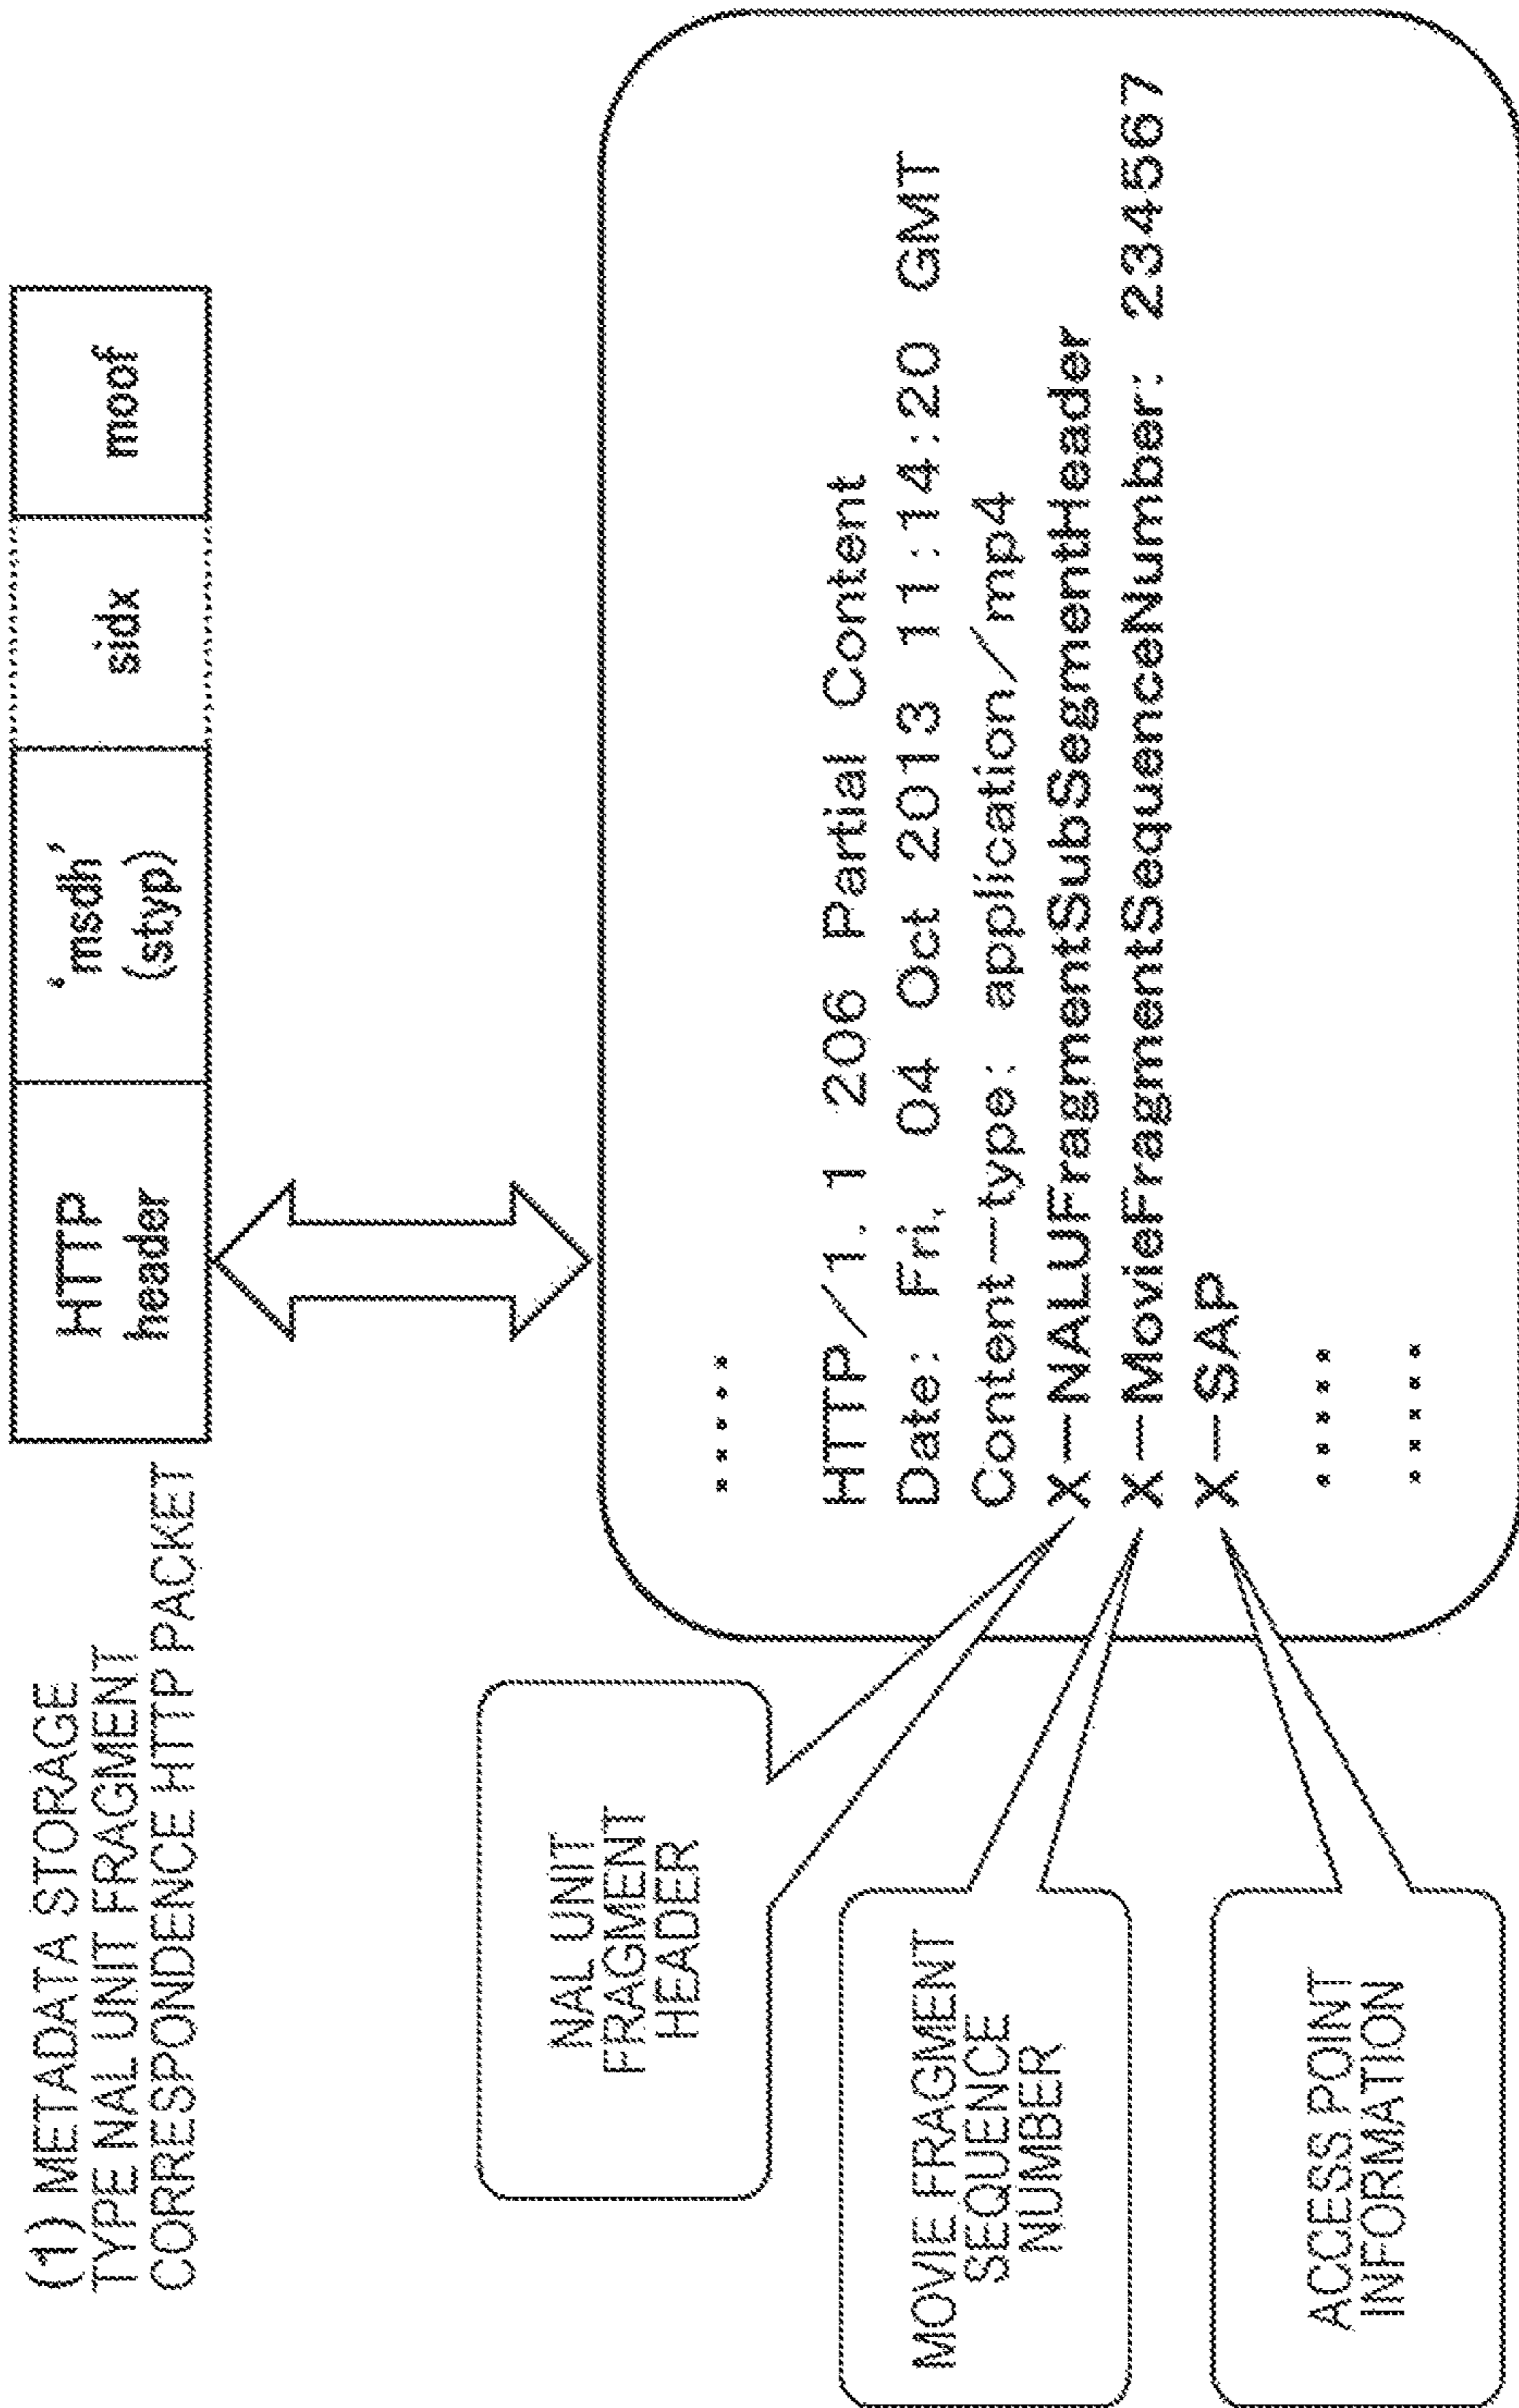 (1) METADATA STORAGE
TYPE NAL UNIT FRAGMENT
CORRESPONDENCE HTTP PACKET
HTTP
header
'msdh'
(styp)
sidx
moof
NAL UNIT
FRAGMENT
HEADER
MOVIE FRAGMENT
SEQUENCE
NUMBER
ACCESS POINT
INFORMATION
.....
HTTP/1. 1 206 Partial Content
Date: Fri, 04 Oct 2013 11:14:20 GMT
Content-type: application/mp4
X-NALUFragmentSubSegmentHeader
X-MovieFragmentSequenceNumber: 234567
X-SAP
.....
.....